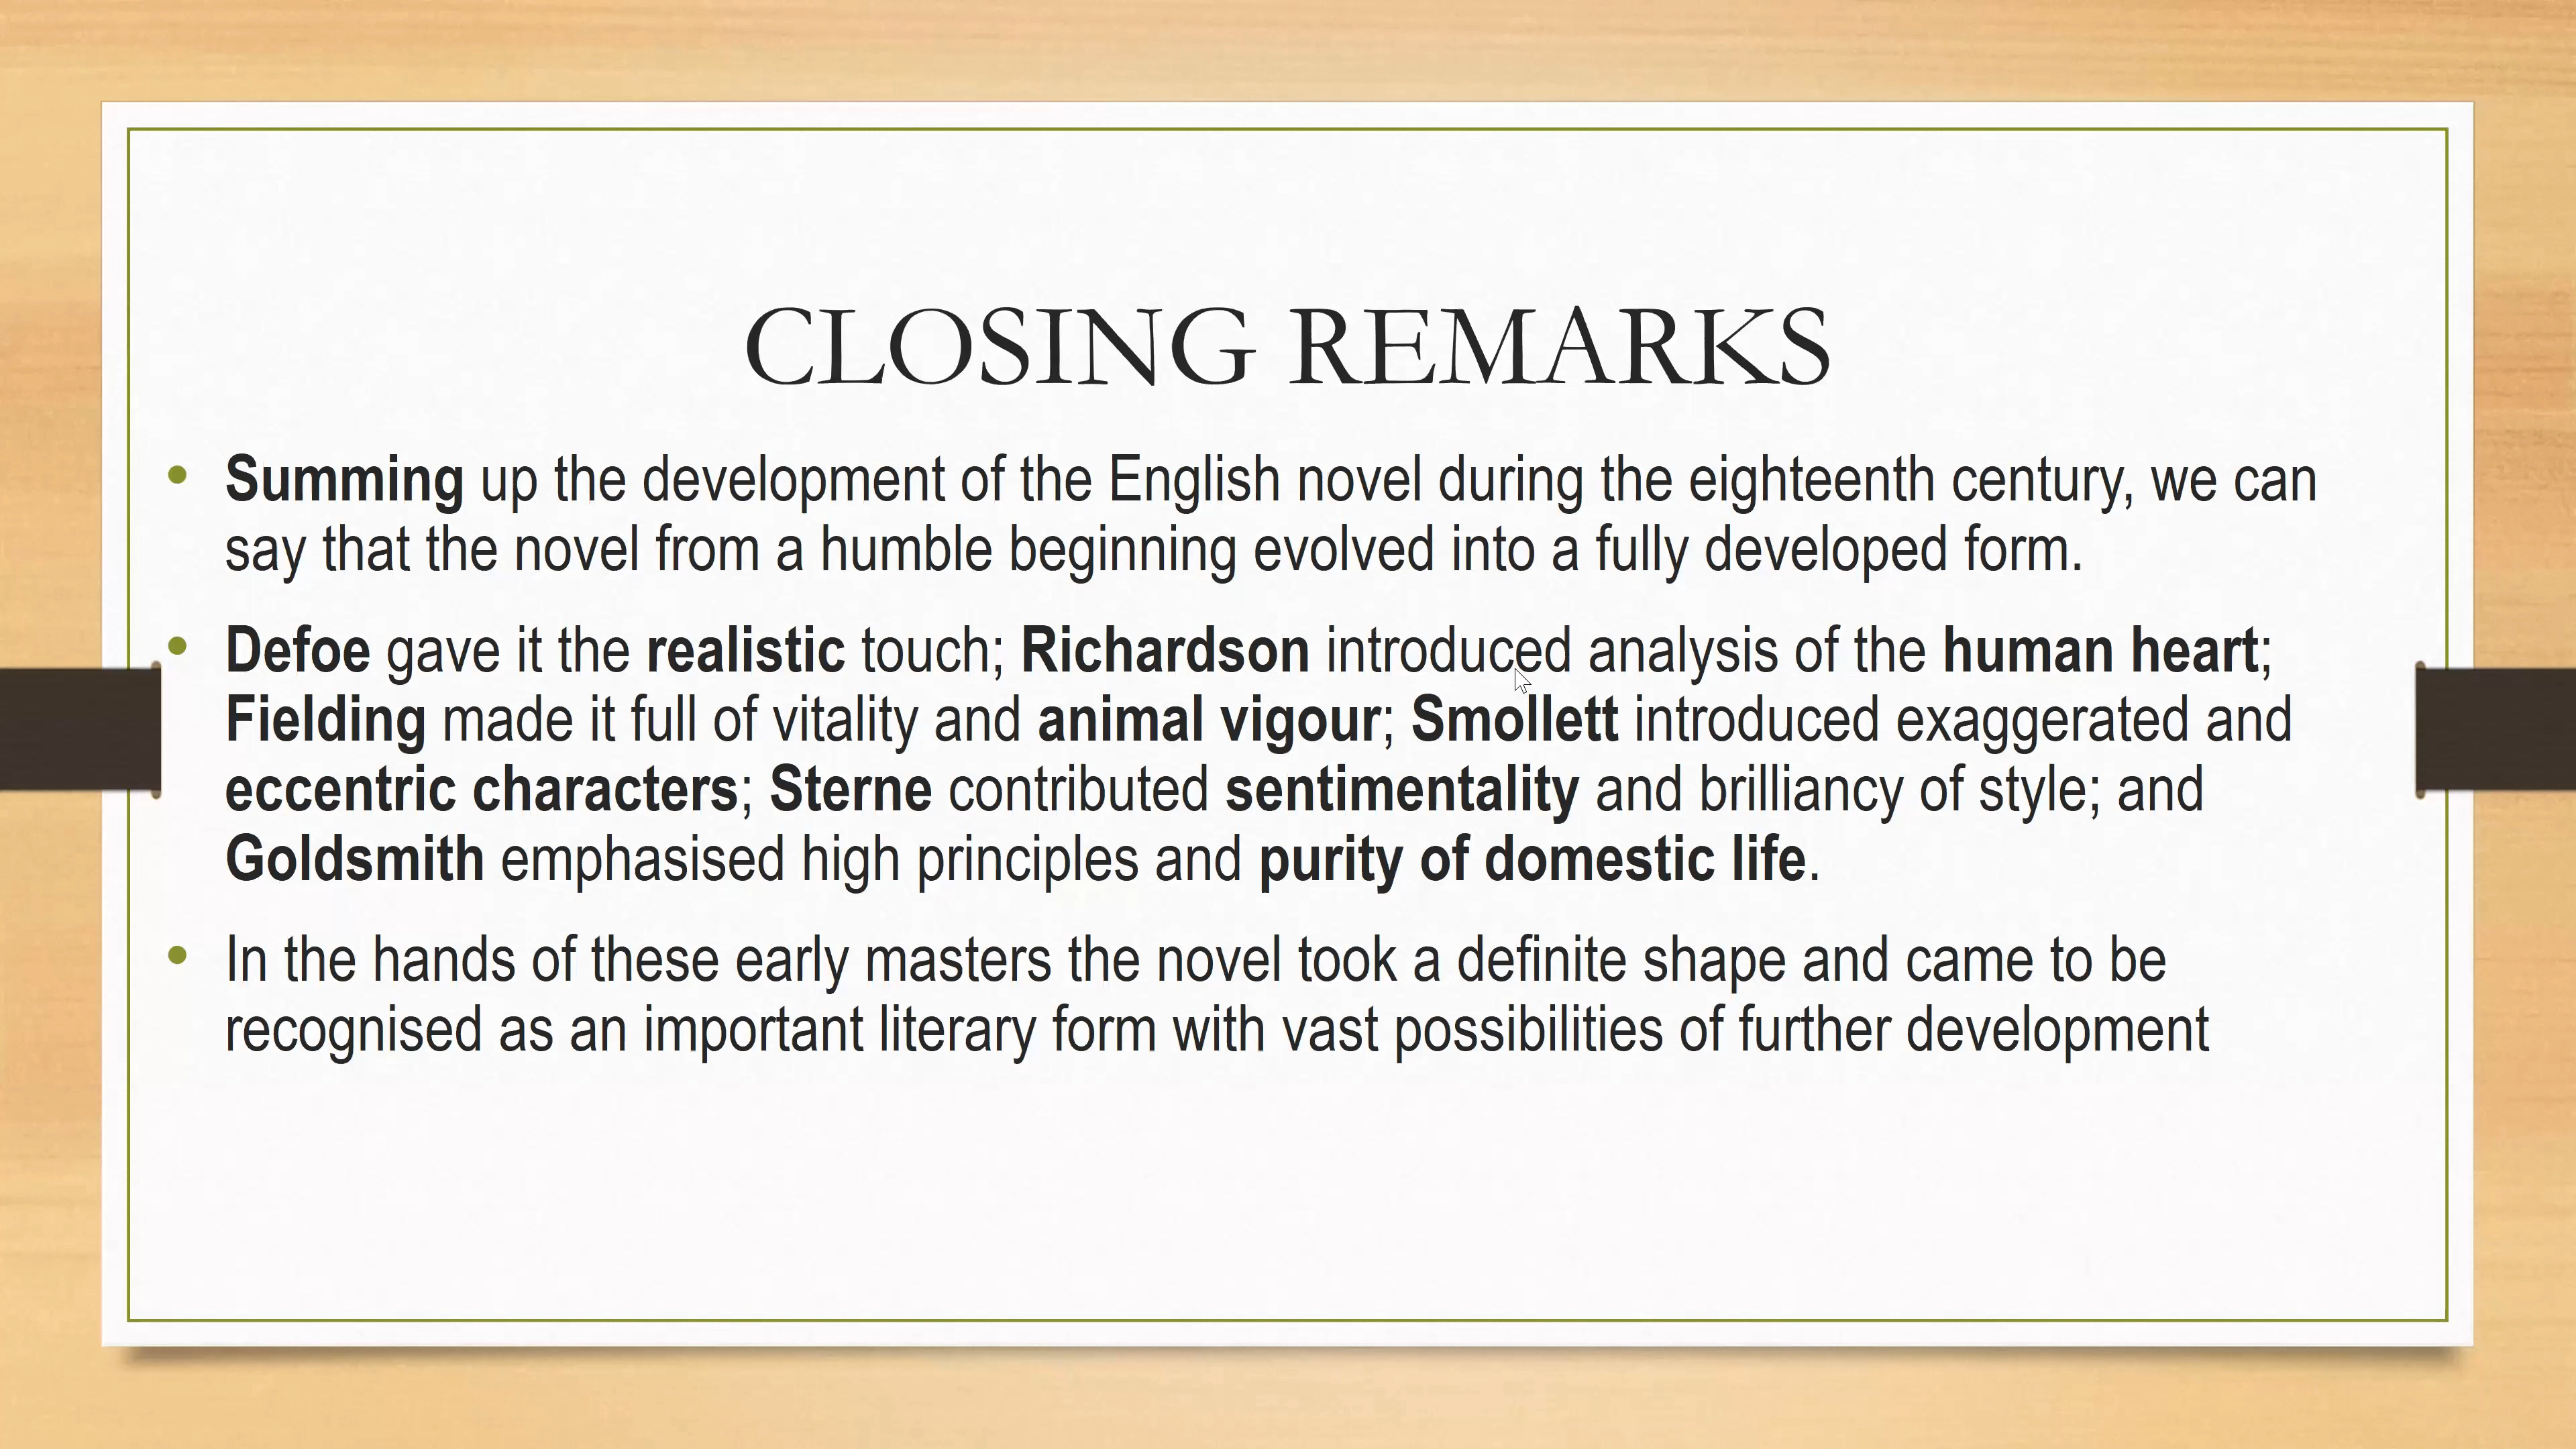 CLOSING REMARKS
• Summing up the development of the English novel during the eighteenth century, we can
say that the novel from a humble beginning evolved into a fully developed form.
• Defoe gave it the realistic touch; Richardson introduced analysis of the human heart;
Fielding made it full of vitality and animal vigour; Smollett introduced exaggerated and
eccentric characters; Sterne contributed sentimentality and brilliancy of style; and
Goldsmith emphasised high principles and purity of domestic life.
• In the hands of these early masters the novel took a definite shape and came to be
recognised as an important literary form with vast possibilities of further development